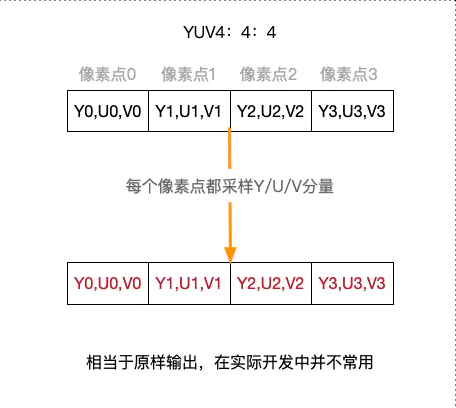 YUV4：4：4
像素点0 像素点1 像素点2 像素点3
Y0,U0,V0 Y1,U1,V1 Y2,U2,V2 Y3,U3,V3
每个像素点都采样Y/U/V分量
Y0,U0,V0 Y1,U1,V1 Y2,U2,V2 Y3,U3,V3
相当于原样输出，在实际开发中并不常用